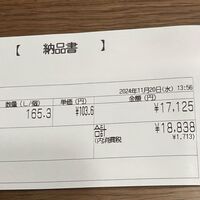 【 納品書 】
2024年11月20日(水) 13:56
数量(L/個) 単価(円) 金額(円)
165.3 ¥103.6 ¥17,125
合計 ¥18,838
(内消費税 ¥1,713)